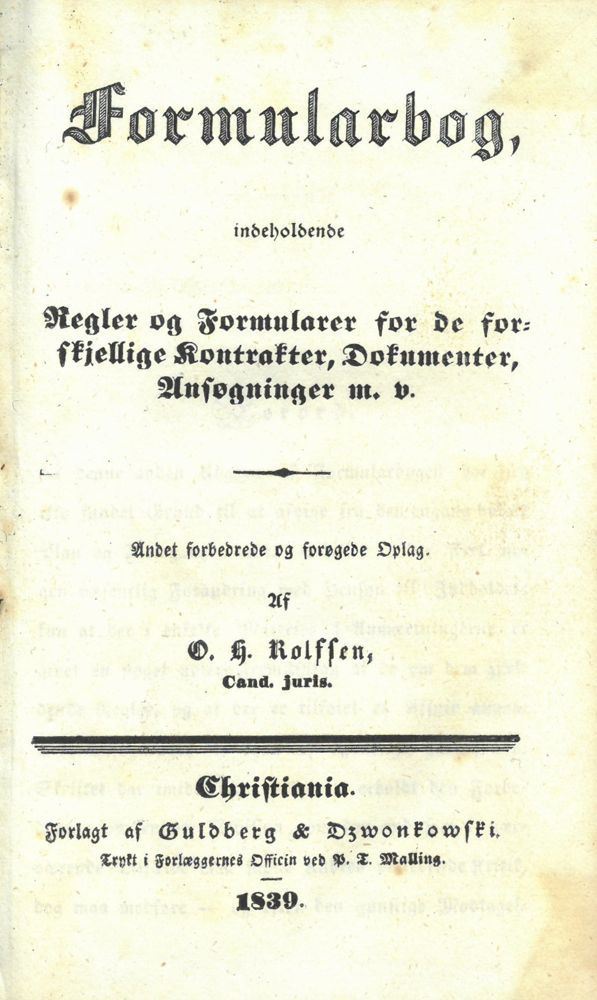 Formularbog,
indeholdende
Regler og Formularer for de for-
skjellige Kontrakter, Dokumenter,
Ansøgninger m. v.
Andet forbedrede og forøgede Oplag.
Af
O. H. Rolffsen,
Cand. juris.
Christiania.
Forlagt af Guldberg & Dzwonkowski.
Trykt i Forlæggernes Officin ved P. T. Malling.
1839.